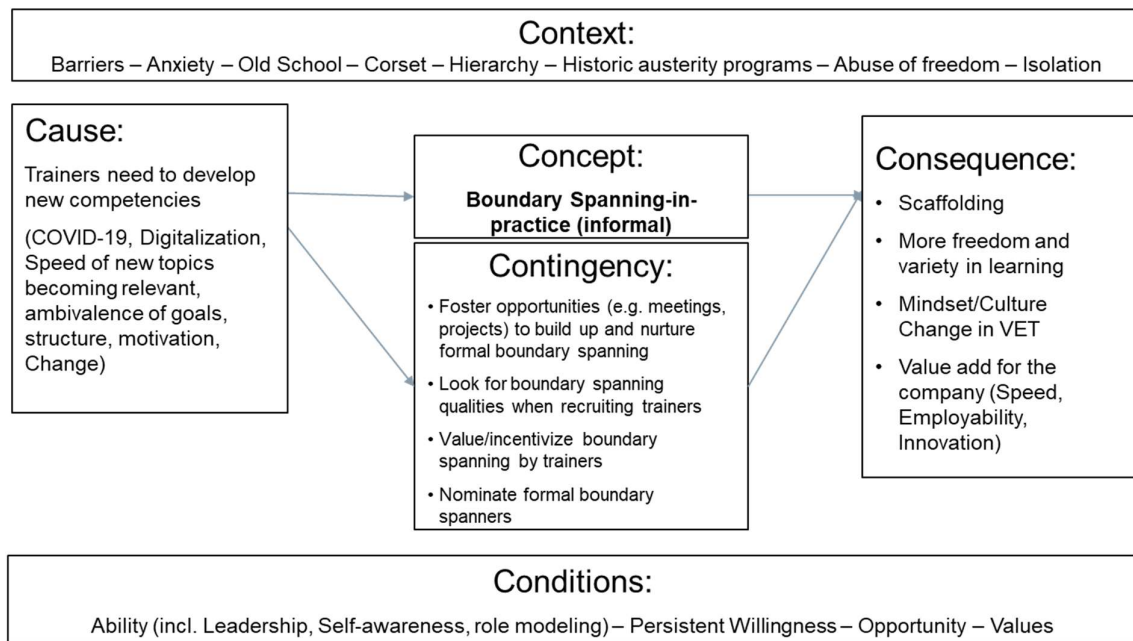 Context:
Barriers – Anxiety – Old School – Corset – Hierarchy – Historic austerity programs – Abuse of freedom – Isolation
Cause:
Trainers need to develop
new competencies
(COVID-19, Digitalization,
Speed of new topics
becoming relevant,
ambivalence of goals,
structure, motivation,
Change)
Concept:
Boundary Spanning-in-
practice (informal)
Contingency:
• Foster opportunities (e.g. meetings,
projects) to build up and nurture
formal boundary spanning
• Look for boundary spanning
qualities when recruiting trainers
• Value/incentivize boundary
spanning by trainers
• Nominate formal boundary
spanners
Consequence:
• Scaffolding
• More freedom and
variety in learning
• Mindset/Culture
Change in VET
• Value add for the
company (Speed,
Employability,
Innovation)
Conditions:
Ability (incl. Leadership, Self-awareness, role modeling) – Persistent Willingness – Opportunity – Values